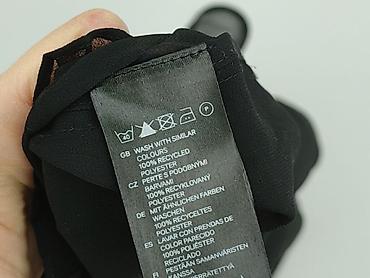 40 P
GB WASH WITH SIMILAR
COLOURS
100% RECYCLED
POLYESTER
CZ PERTE S PODOBNÝMI
BARVAMI
100% RECYKLOVANÝ
POLYESTER
DE MIT ÄHNLICHEN FARBEN
WASCHEN
100% RECYCELTES
POLYESTER
ES LAVAR CON PRENDAS DE
COLOR PARECIDO
100% POLIÉSTER
RECICLADO
FI PESTÄÄN SAMANVÄRISTEN
KANSSA